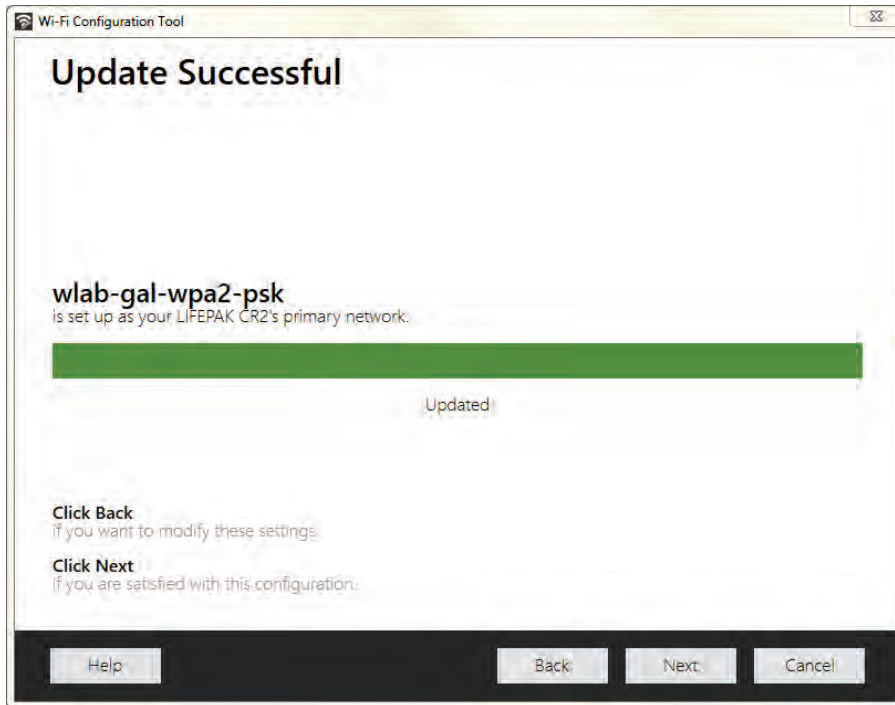 Wi-Fi Configuration Tool
Update Successful
wlab-gal-wpa2-psk
is set up as your LIFEPAK CR2's primary network.
Updated
Click Back
if you want to modify these settings.
Click Next
if you are satisfied with this configuration.
Help
Back
Next
Cancel